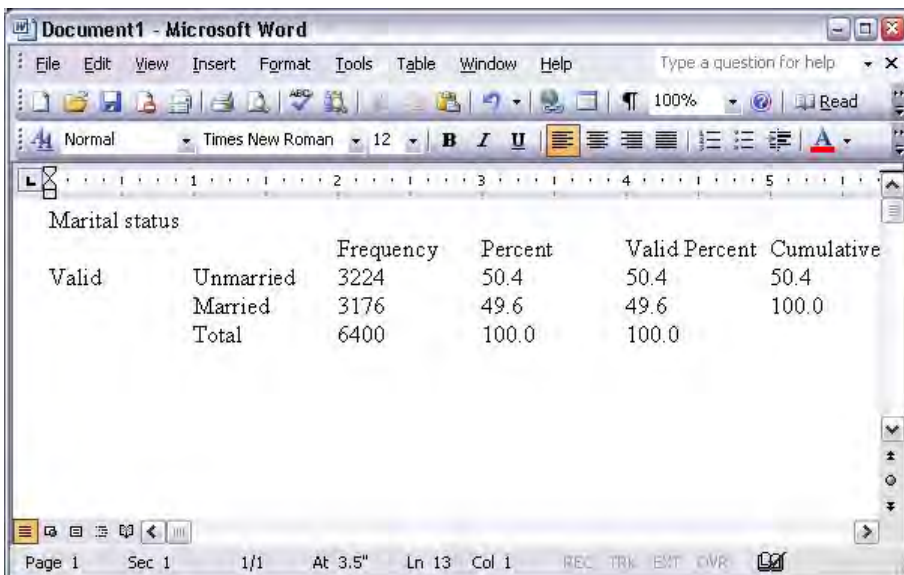 Document1 - Microsoft Word
File Edit View Insert Format Tools Table Window Help Type a question for help
100% Read
Normal Times New Roman 12 B I U A
1 2 3 4 5
Marital status
Frequency Percent Valid Percent Cumulative
Valid Unmarried 3224 50.4 50.4 50.4
Married 3176 49.6 49.6 100.0
Total 6400 100.0 100.0
Page 1 Sec 1 1/1 At 3.5" Ln 13 Col 1 REC TRK EXT OVR